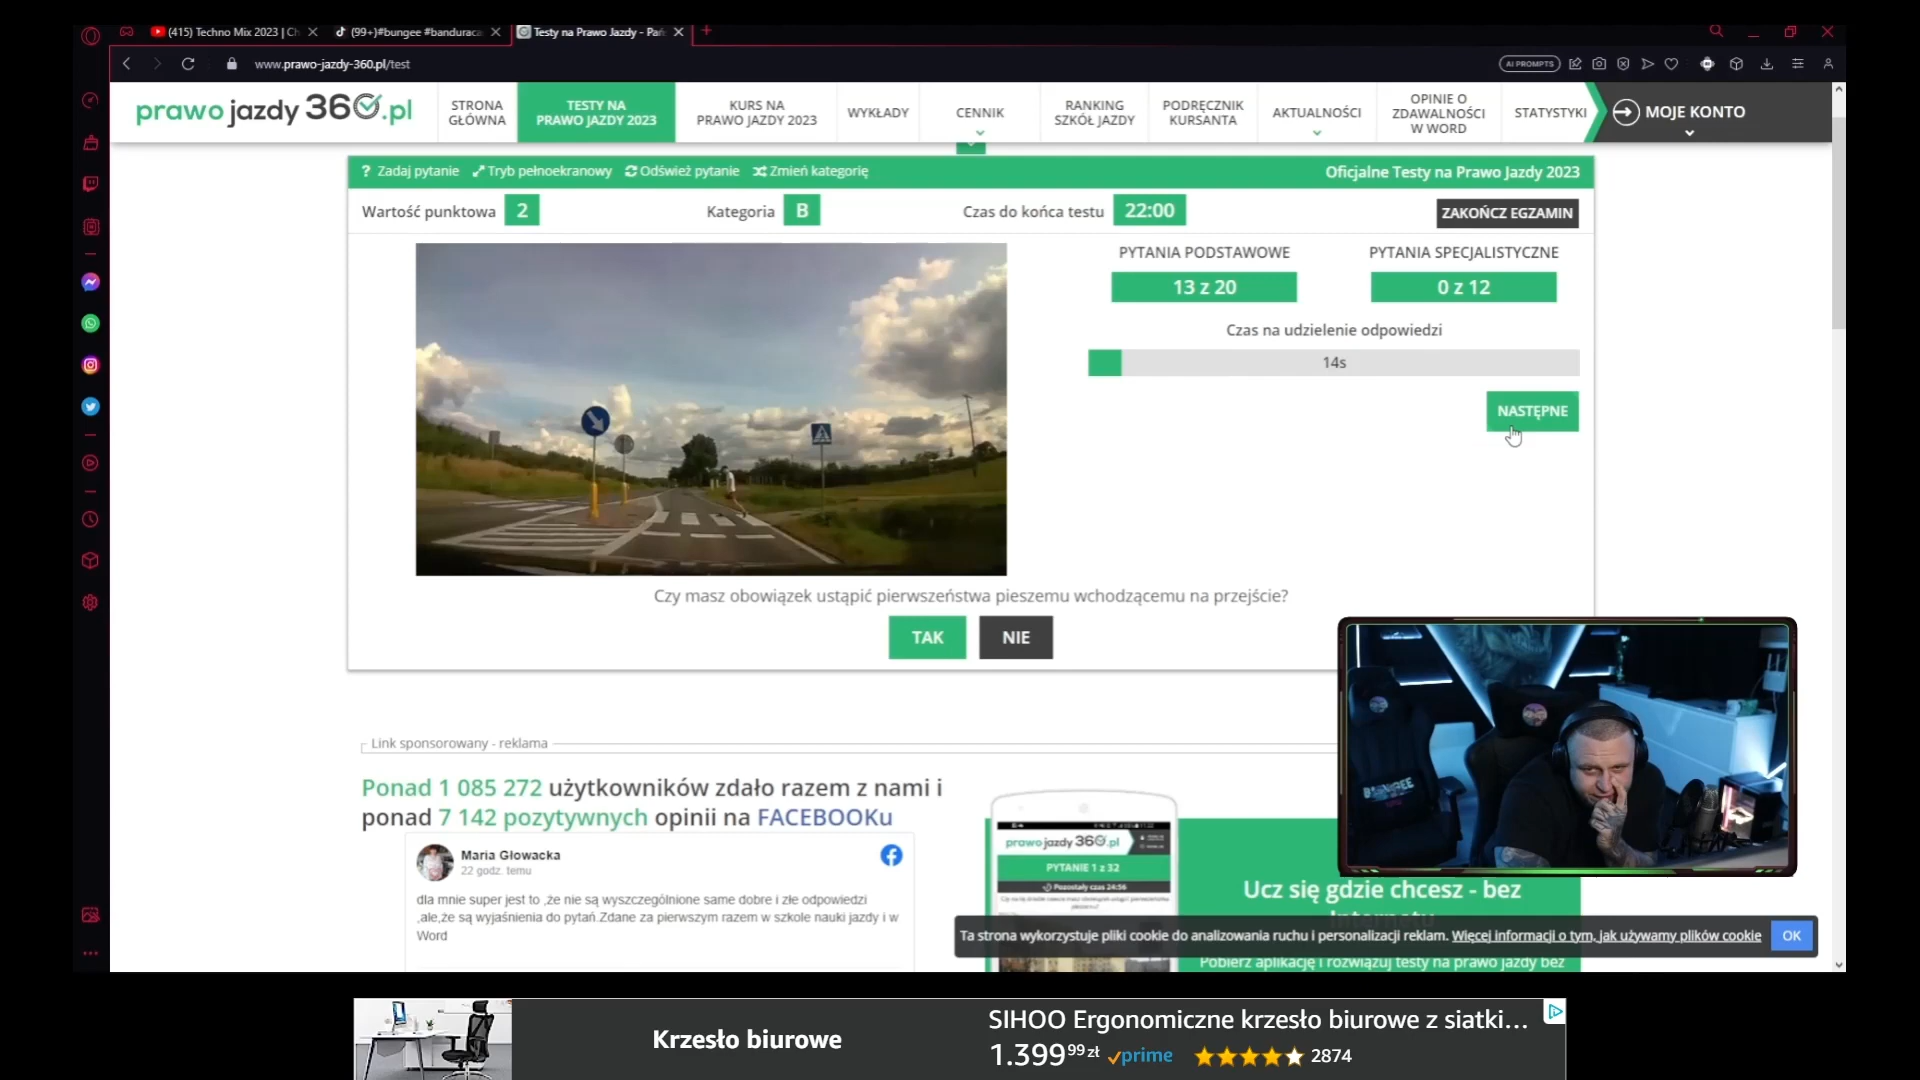 (415) Techno Mix 2023 | C
(99+)#bungee #banduraca
Testy na Prawo Jazdy - Pa
www.prawo-jazdy-360.pl/test
AI PROMPTS
prawo jazdy 360.pl
STRONA GŁÓWNA
TESTY NA PRAWO JAZDY 2023
KURS NA PRAWO JAZDY 2023
WYKŁADY
CENNIK
RANKING SZKÓŁ JAZDY
PODRĘCZNIK KURSANTA
AKTUALNOŚCI
OPINIE O ZDAWALNOŚCI W WORD
STATYSTYKI
MOJE KONTO
? Zadaj pytanie
Tryb pełnoekranowy
Odśwież pytanie
Zmień kategorię
Oficjalne Testy na Prawo Jazdy 2023
Wartość punktowa 2
Kategoria B
Czas do końca testu 22:00
ZAKOŃCZ EGZAMIN
PYTANIA PODSTAWOWE
PYTANIA SPECJALISTYCZNE
13 z 20
0 z 12
Czas na udzielenie odpowiedzi
14s
NASTĘPNE
Czy masz obowiązek ustąpić pierwszeństwa pieszemu wchodzącemu na przejście?
TAK
NIE
Link sponsorowany - reklama
Ponad 1 085 272 użytkowników zdało razem z nami i
ponad 7 142 pozytywnych opinii na FACEBOOKu
Maria Głowacka
22 godz. temu
dla mnie super jest to ,że nie są wyszczególnione same dobre i złe odpowiedzi
,ale,że są wyjaśnienia do pytań.Zdane za pierwszym razem w szkole nauki jazdy i w
Word
prawo jazdy 360.pl
PYTANIE 1 z 32
Pozostały czas 24:56
BUNGEE
Ucz się gdzie chcesz - bez
Internetu
Ta strona wykorzystuje pliki cookie do analizowania ruchu i personalizacji reklam. Więcej informacji o tym, jak używamy plików cookie
OK
Pobierz aplikację i rozwiązuj testy na prawo jazdy bez
Krzesło biurowe
SIHOO Ergonomiczne krzesło biurowe z siatki...
1.399⁹⁹ zł prime 2874